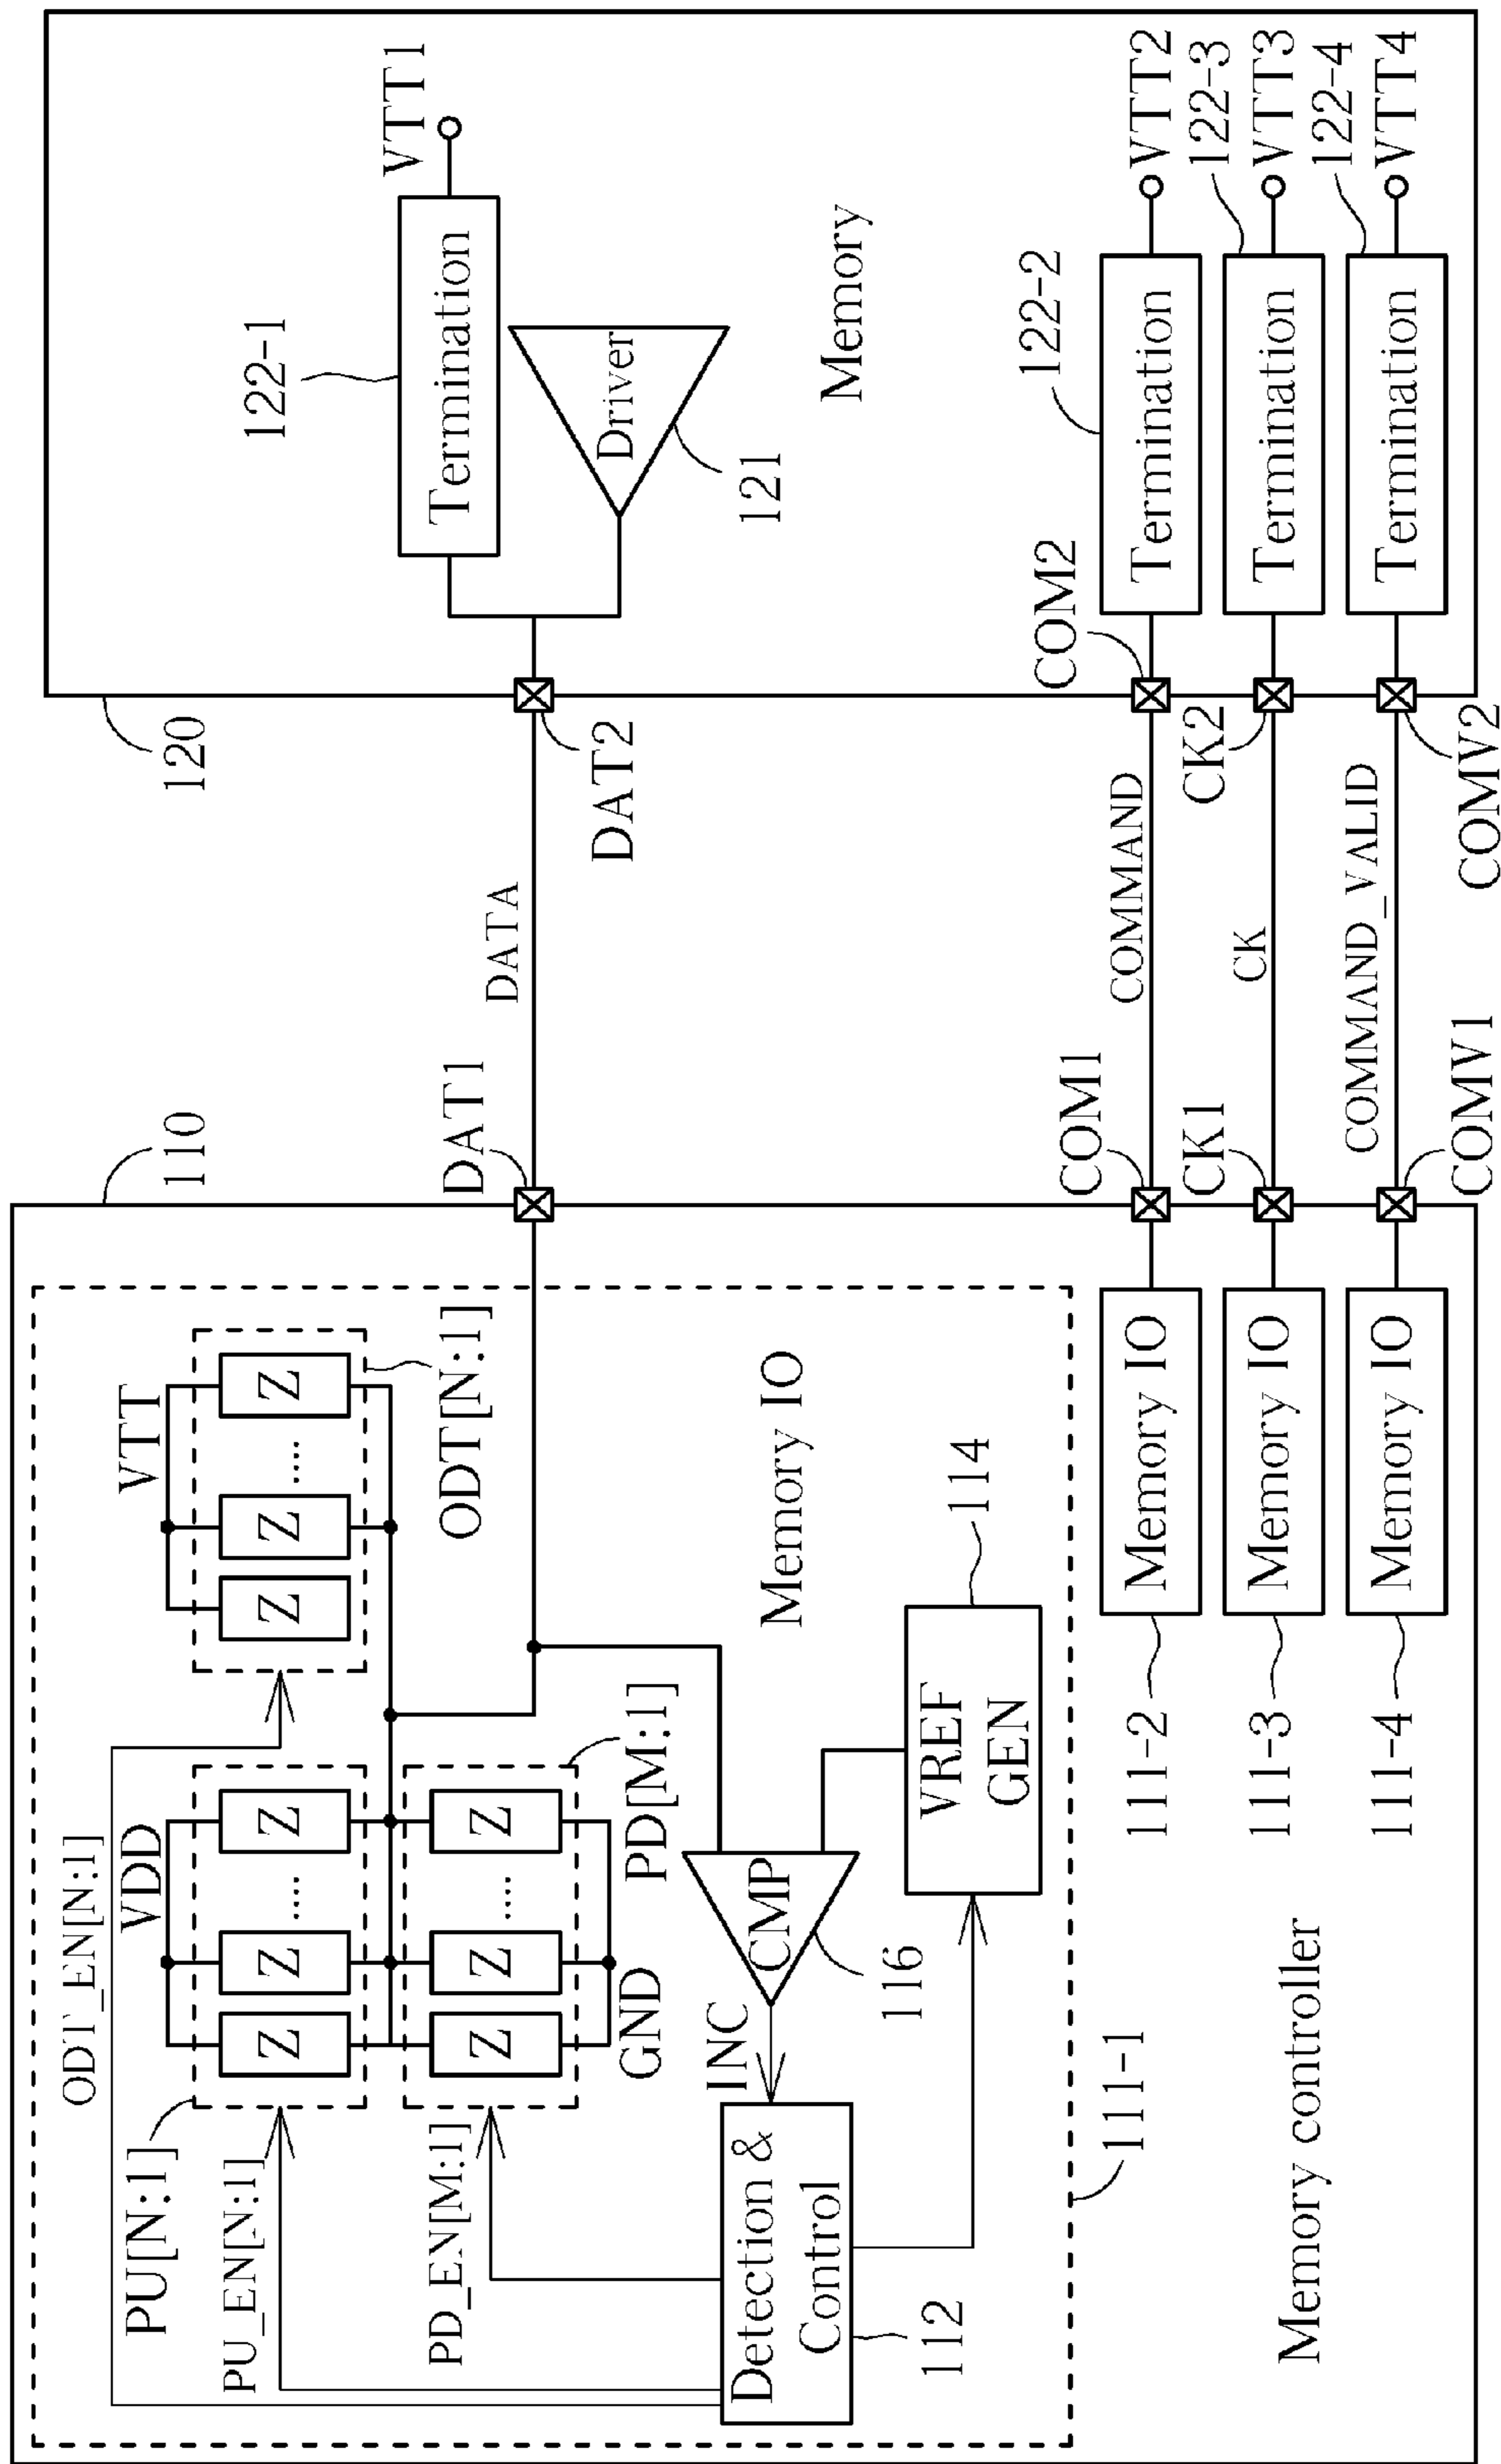 ODT_EN[N:1]
VDD
VTT
PU[N:1]
PU_EN[N:1]
Z
Z
....
Z
Z
Z
....
Z
ODT[N:1]
PD_EN[M:1]
Z
Z
....
Z
PD[M:1]
GND
INC
CMP
116
Detection &
Control
112
VREF
GEN
114
Memory IO
111-1
Memory controller
110
Memory IO
111-2
Memory IO
111-3
Memory IO
111-4
DAT1
DATA
DAT2
COM1
COMMAND
COM2
CK1
CK
CK2
COMV1
COMMAND_VALID
COMV2
120
122-1
Termination
VTT1
Driver
121
Memory
122-2
Termination
VTT2
122-3
Termination
VTT3
122-4
Termination
VTT4